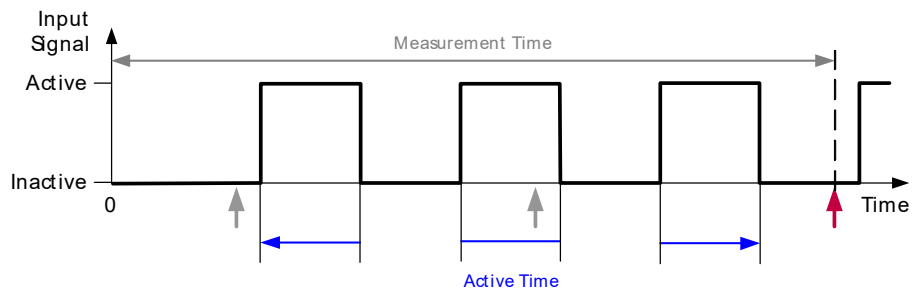 Input
Signal
Measurement Time
Active
Inactive
0
Time
Active Time